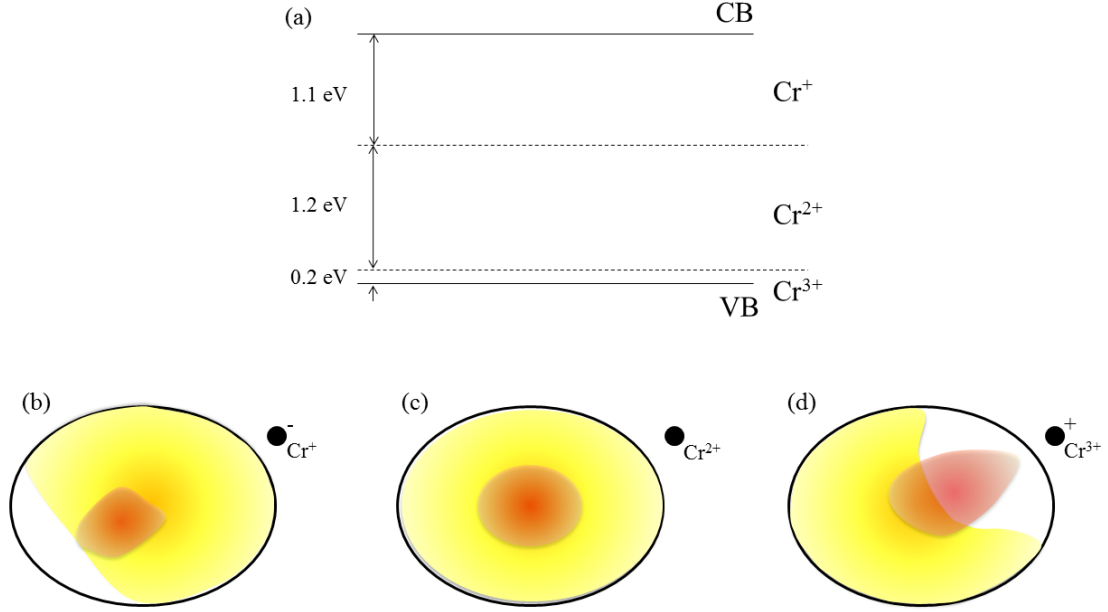 (a)
CB
1.1 eV
Cr⁺
1.2 eV
Cr²⁺
0.2 eV
Cr³⁺
VB
(b)
-
Cr⁺
(c)
Cr²⁺
(d)
+
Cr³⁺